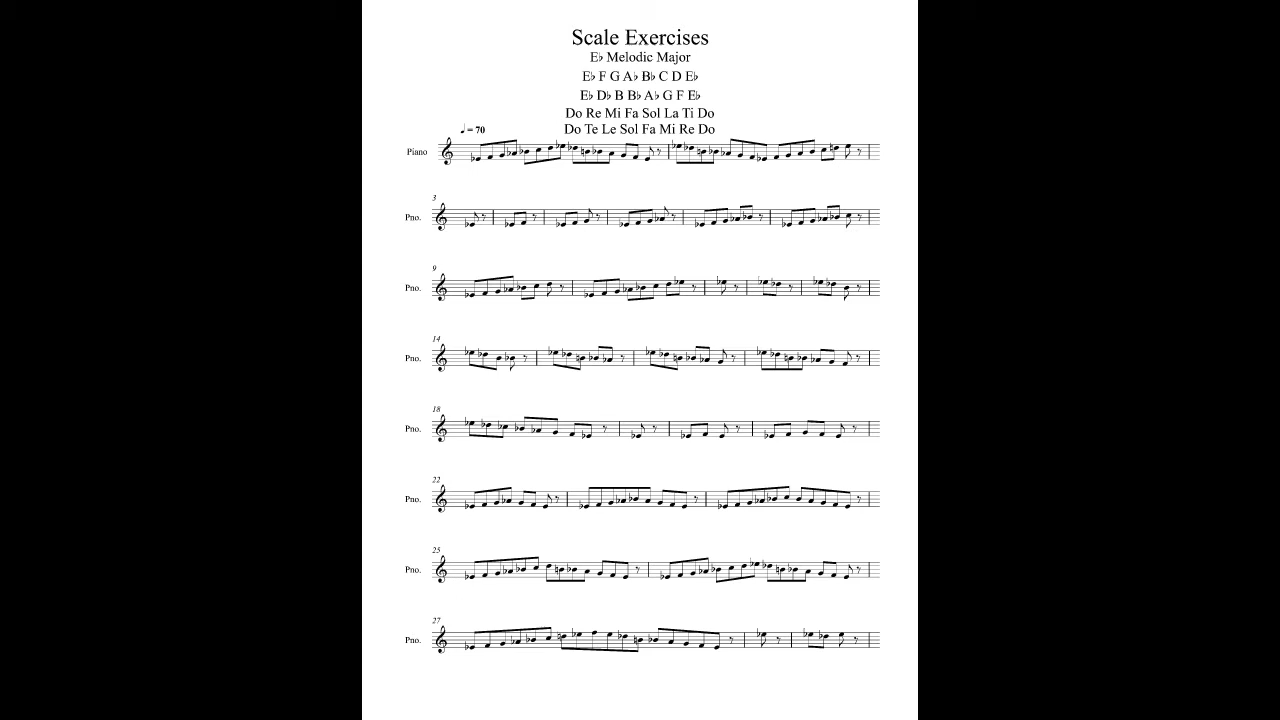 Scale Exercises
E♭ Melodic Major
E♭ F G A♭ B♭ C D E♭
E♭ D♭ B B♭ A♭ G F E♭
Do Re Mi Fa Sol La Ti Do
Do Te Le Sol Fa Mi Re Do
♩ = 70
Piano
3
Pno.
9
Pno.
14
Pno.
18
Pno.
22
Pno.
25
Pno.
27
Pno.